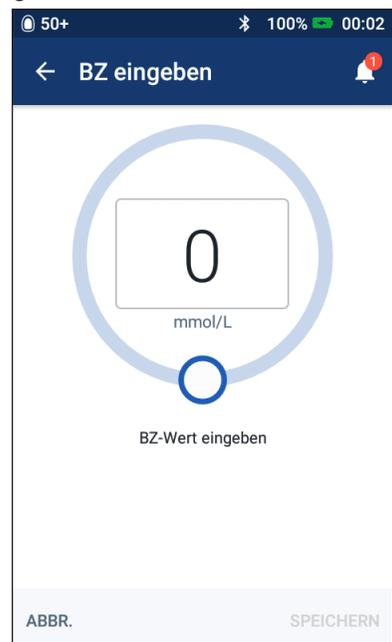 50+ 100% 00:02
BZ eingeben 1
0
mmol/L
BZ-Wert eingeben
ABBR. SPEICHERN